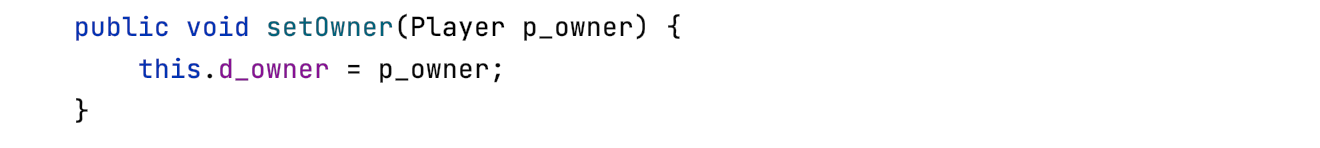 public void setOwner(Player p_owner) {
    this.d_owner = p_owner;
}